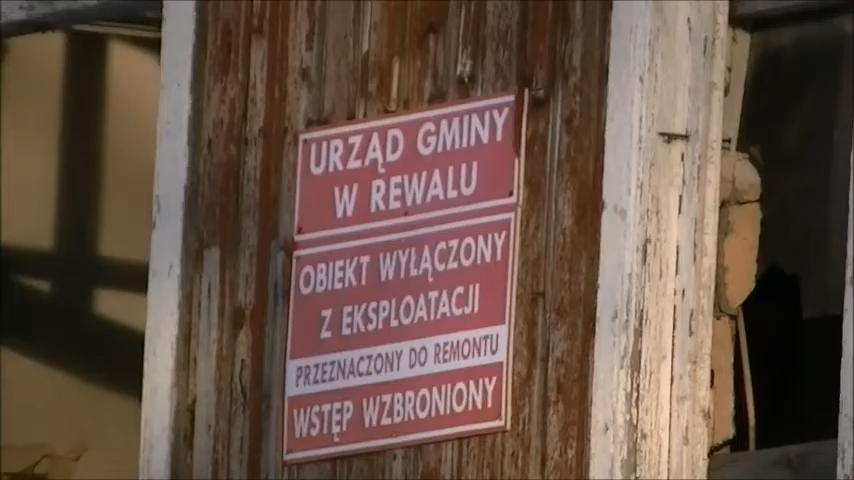 URZĄD GMINY
W REWALU
OBIEKT WYŁĄCZONY
Z EKSPLOATACJI
PRZEZNACZONY DO REMONTU
WSTĘP WZBRONIONY